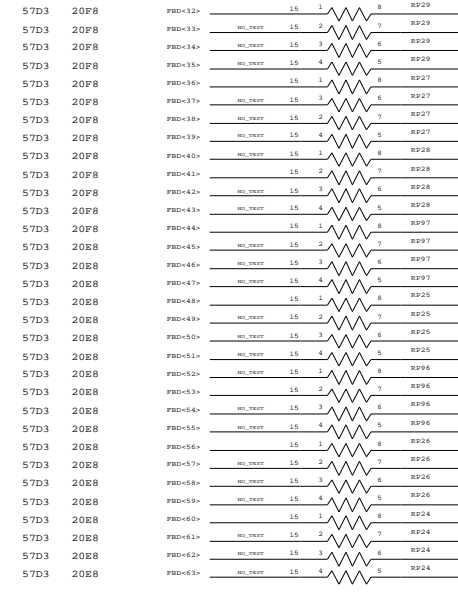 57D3 20F8 FBD<32> 15 1 8 RP29
57D3 20F8 FBD<33> NO_TEST 15 2 7 RP29
57D3 20F8 FBD<34> NO_TEST 15 3 6 RP29
57D3 20F8 FBD<35> NO_TEST 15 4 5 RP29
57D3 20F8 FBD<36> 15 1 8 RP27
57D3 20F8 FBD<37> NO_TEST 15 3 6 RP27
57D3 20F8 FBD<38> NO_TEST 15 2 7 RP27
57D3 20F8 FBD<39> NO_TEST 15 4 5 RP27
57D3 20F8 FBD<40> NO_TEST 15 1 8 RP28
57D3 20F8 FBD<41> 15 2 7 RP28
57D3 20F8 FBD<42> NO_TEST 15 3 6 RP28
57D3 20F8 FBD<43> NO_TEST 15 4 5 RP28
57D3 20F8 FBD<44> 15 1 8 RP97
57D3 20E8 FBD<45> NO_TEST 15 2 7 RP97
57D3 20E8 FBD<46> NO_TEST 15 3 6 RP97
57D3 20E8 FBD<47> NO_TEST 15 4 5 RP97
57D3 20E8 FBD<48> 15 1 8 RP25
57D3 20E8 FBD<49> NO_TEST 15 2 7 RP25
57D3 20E8 FBD<50> NO_TEST 15 3 6 RP25
57D3 20E8 FBD<51> NO_TEST 15 4 5 RP25
57D3 20E8 FBD<52> NO_TEST 15 1 8 RP96
57D3 20E8 FBD<53> 15 2 7 RP96
57D3 20E8 FBD<54> NO_TEST 15 3 6 RP96
57D3 20E8 FBD<55> NO_TEST 15 4 5 RP96
57D3 20E8 FBD<56> 15 1 8 RP26
57D3 20E8 FBD<57> NO_TEST 15 2 7 RP26
57D3 20E8 FBD<58> NO_TEST 15 3 6 RP26
57D3 20E8 FBD<59> NO_TEST 15 4 5 RP26
57D3 20E8 FBD<60> 15 1 8 RP24
57D3 20E8 FBD<61> NO_TEST 15 2 7 RP24
57D3 20E8 FBD<62> NO_TEST 15 3 6 RP24
57D3 20E8 FBD<63> NO_TEST 15 4 5 RP24